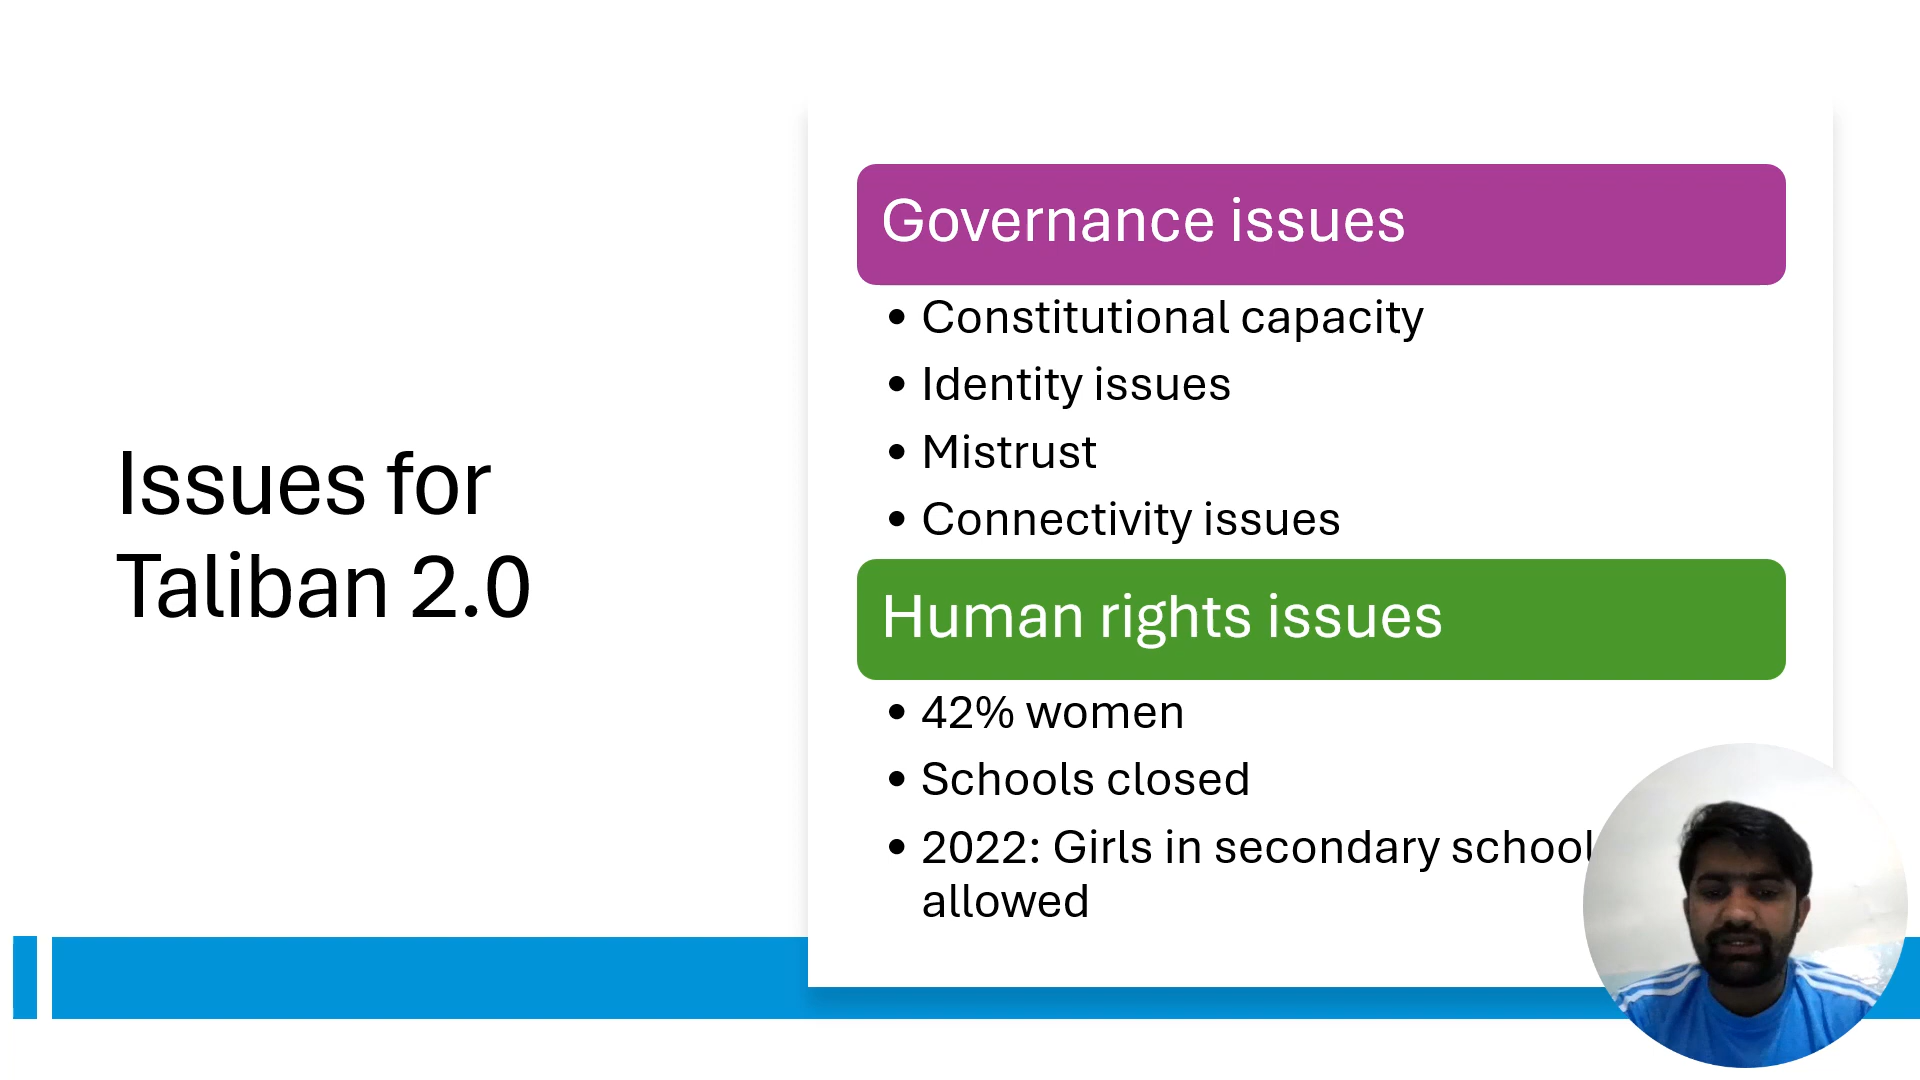 Issues for
Taliban 2.0
Governance issues
• Constitutional capacity
• Identity issues
• Mistrust
• Connectivity issues
Human rights issues
• 42% women
• Schools closed
• 2022: Girls in secondary school
allowed